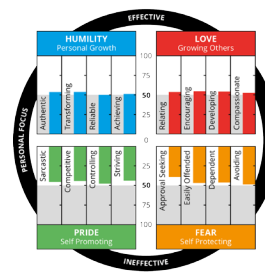 EFFECTIVE
HUMILITY
Personal Growth
LOVE
Growing Others
100
75
50
25
0
Authentic
Transforming
Reliable
Achieving
Relating
Encouraging
Developing
Compassionate
PERSONAL FOCUS
0
25
50
75
100
Sarcastic
Competitive
Controlling
Striving
Approval Seeking
Easily Offended
Dependent
Avoiding
PRIDE
Self Promoting
FEAR
Self Protecting
INEFFECTIVE